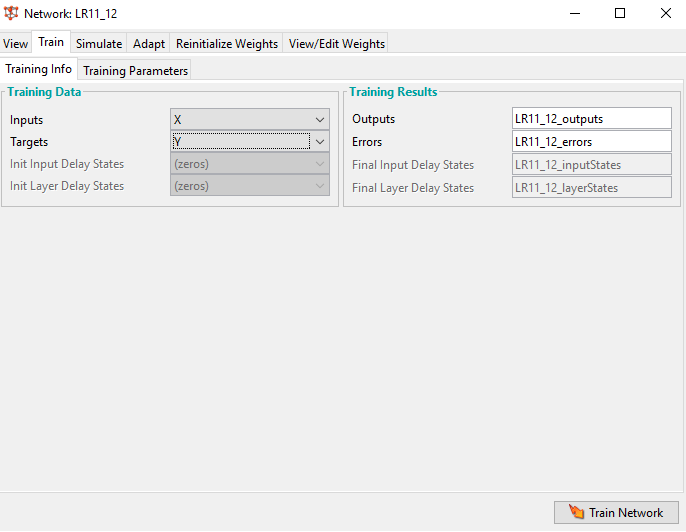 Network: LR11_12
View Train Simulate Adapt Reinitialize Weights View/Edit Weights
Training Info Training Parameters
Training Data
Inputs X
Targets Y
Init Input Delay States (zeros)
Init Layer Delay States (zeros)
Training Results
Outputs LR11_12_outputs
Errors LR11_12_errors
Final Input Delay States LR11_12_inputStates
Final Layer Delay States LR11_12_layerStates
Train Network